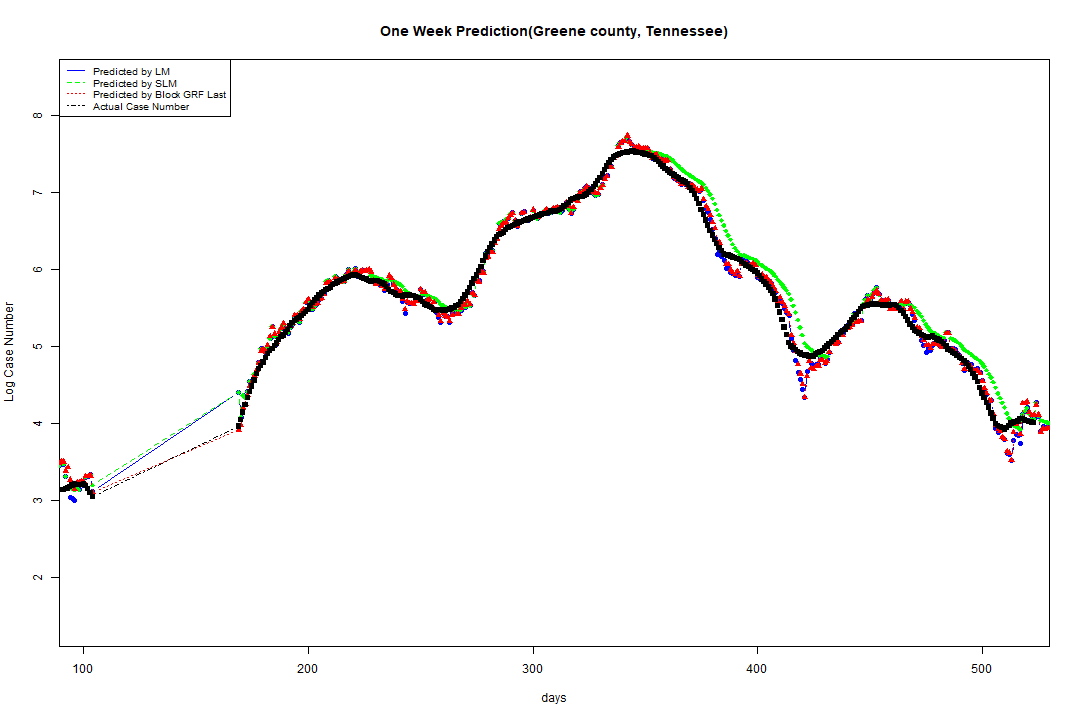 One Week Prediction(Greene county, Tennessee)
Predicted by LM
Predicted by SLM
Predicted by Block GRF Last
Actual Case Number
Log Case Number
8
7
6
5
4
3
2
100 200 300 400 500
days